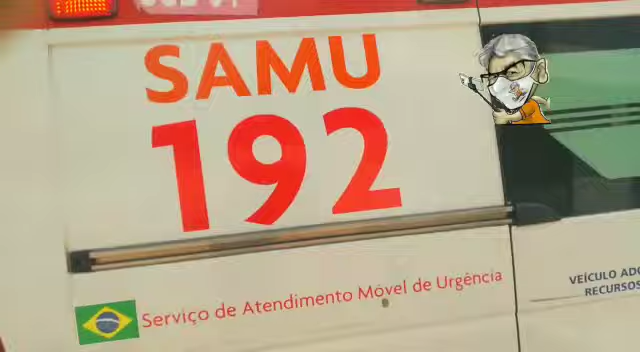 SAMU
192
Serviço de Atendimento Móvel de Urgência
VEÍCULO
RECURSOS